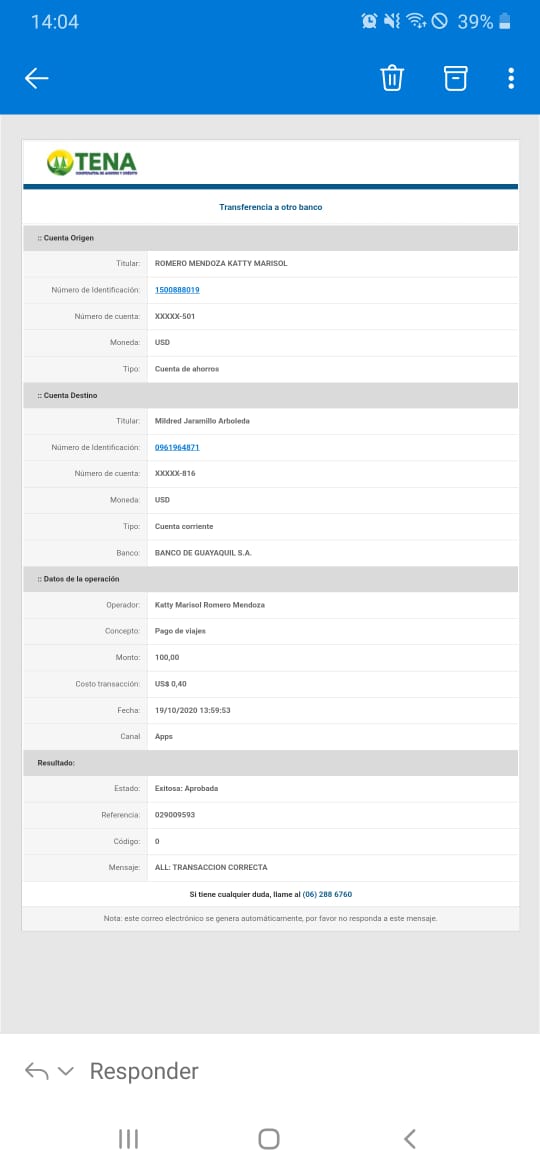 14:04
39%
TENA
COOPERATIVA DE AHORRO Y CRÉDITO
Transferencia a otro banco
:: Cuenta Origen
Titular: ROMERO MENDOZA KATTY MARISOL
Número de Identificación: 1500888019
Número de cuenta: XXXXX-501
Moneda: USD
Tipo: Cuenta de ahorros
:: Cuenta Destino
Titular: Mildred Jaramillo Arboleda
Número de Identificación: 0961964871
Número de cuenta: XXXXX-816
Moneda: USD
Tipo: Cuenta corriente
Banco: BANCO DE GUAYAQUIL S.A.
:: Datos de la operación
Operador: Katty Marisol Romero Mendoza
Concepto: Pago de viajes
Monto: 100,00
Costo transacción: US$ 0,40
Fecha: 19/10/2020 13:59:53
Canal Apps
Resultado:
Estado: Exitosa: Aprobada
Referencia: 029009593
Código: 0
Mensaje: ALL: TRANSACCION CORRECTA
Si tiene cualquier duda, llame al (06) 288 6760
Nota: este correo electrónico se genera automáticamente, por favor no responda a este mensaje.
Responder